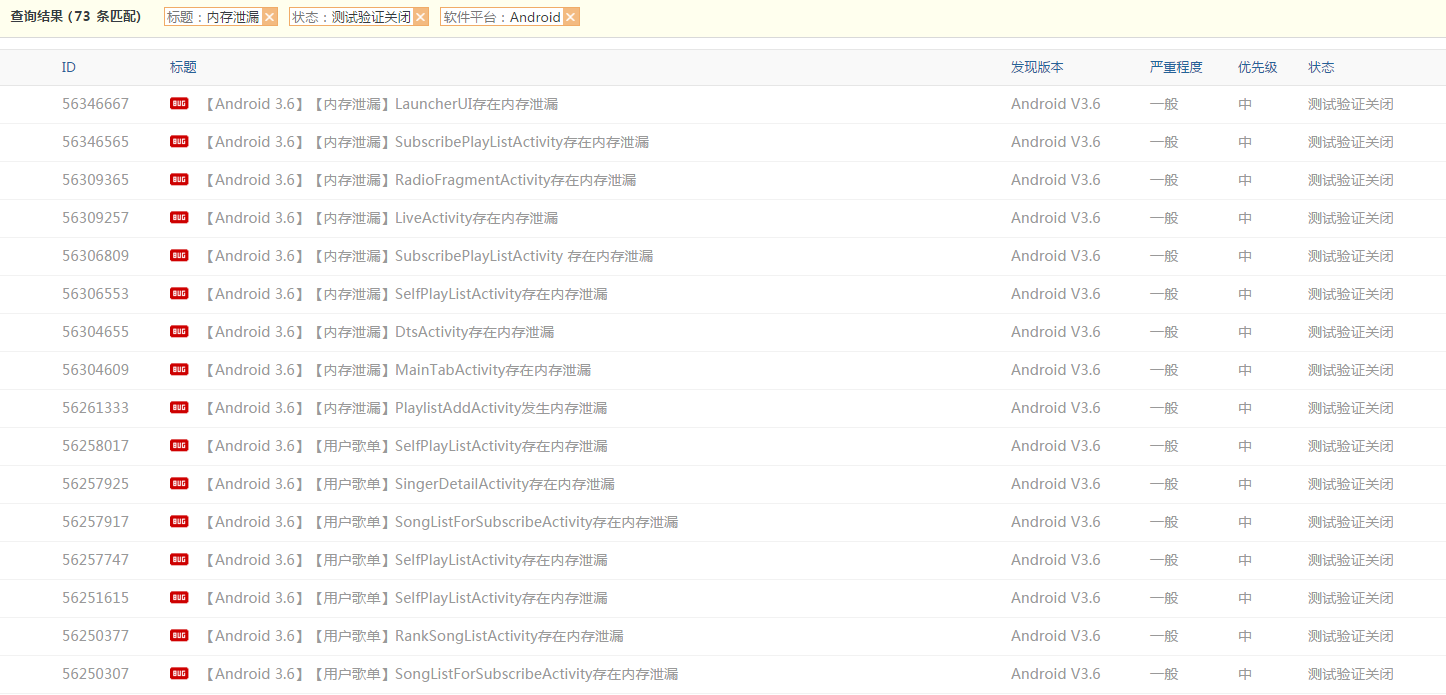 查询结果 ( 73 条匹配) 标题：内存泄漏 × 状态：测试验证关闭 × 软件平台：Android ×
ID 标题 发现版本 严重程度 优先级 状态
56346667 BUG 【Android 3.6】【内存泄漏】LauncherUI存在内存泄漏 Android V3.6 一般 中 测试验证关闭
56346565 BUG 【Android 3.6】【内存泄漏】SubscribePlayListActivity存在内存泄漏 Android V3.6 一般 中 测试验证关闭
56309365 BUG 【Android 3.6】【内存泄漏】RadioFragmentActivity存在内存泄漏 Android V3.6 一般 中 测试验证关闭
56309257 BUG 【Android 3.6】【内存泄漏】LiveActivity存在内存泄漏 Android V3.6 一般 中 测试验证关闭
56306809 BUG 【Android 3.6】【内存泄漏】SubscribePlayListActivity 存在内存泄漏 Android V3.6 一般 中 测试验证关闭
56306553 BUG 【Android 3.6】【内存泄漏】SelfPlayListActivity存在内存泄漏 Android V3.6 一般 中 测试验证关闭
56304655 BUG 【Android 3.6】【内存泄漏】DtsActivity存在内存泄漏 Android V3.6 一般 中 测试验证关闭
56304609 BUG 【Android 3.6】【内存泄漏】MainTabActivity存在内存泄漏 Android V3.6 一般 中 测试验证关闭
56261333 BUG 【Android 3.6】【内存泄漏】PlaylistAddActivity发生内存泄漏 Android V3.6 一般 中 测试验证关闭
56258017 BUG 【Android 3.6】【用户歌单】SelfPlayListActivity存在内存泄漏 Android V3.6 一般 中 测试验证关闭
56257925 BUG 【Android 3.6】【用户歌单】SingerDetailActivity存在内存泄漏 Android V3.6 一般 中 测试验证关闭
56257917 BUG 【Android 3.6】【用户歌单】SongListForSubscribeActivity存在内存泄漏 Android V3.6 一般 中 测试验证关闭
56257747 BUG 【Android 3.6】【用户歌单】SelfPlayListActivity存在内存泄漏 Android V3.6 一般 中 测试验证关闭
56251615 BUG 【Android 3.6】【用户歌单】SelfPlayListActivity存在内存泄漏 Android V3.6 一般 中 测试验证关闭
56250377 BUG 【Android 3.6】【用户歌单】RankSongListActivity存在内存泄漏 Android V3.6 一般 中 测试验证关闭
56250307 BUG 【Android 3.6】【用户歌单】SongListForSubscribeActivity存在内存泄漏 Android V3.6 一般 中 测试验证关闭